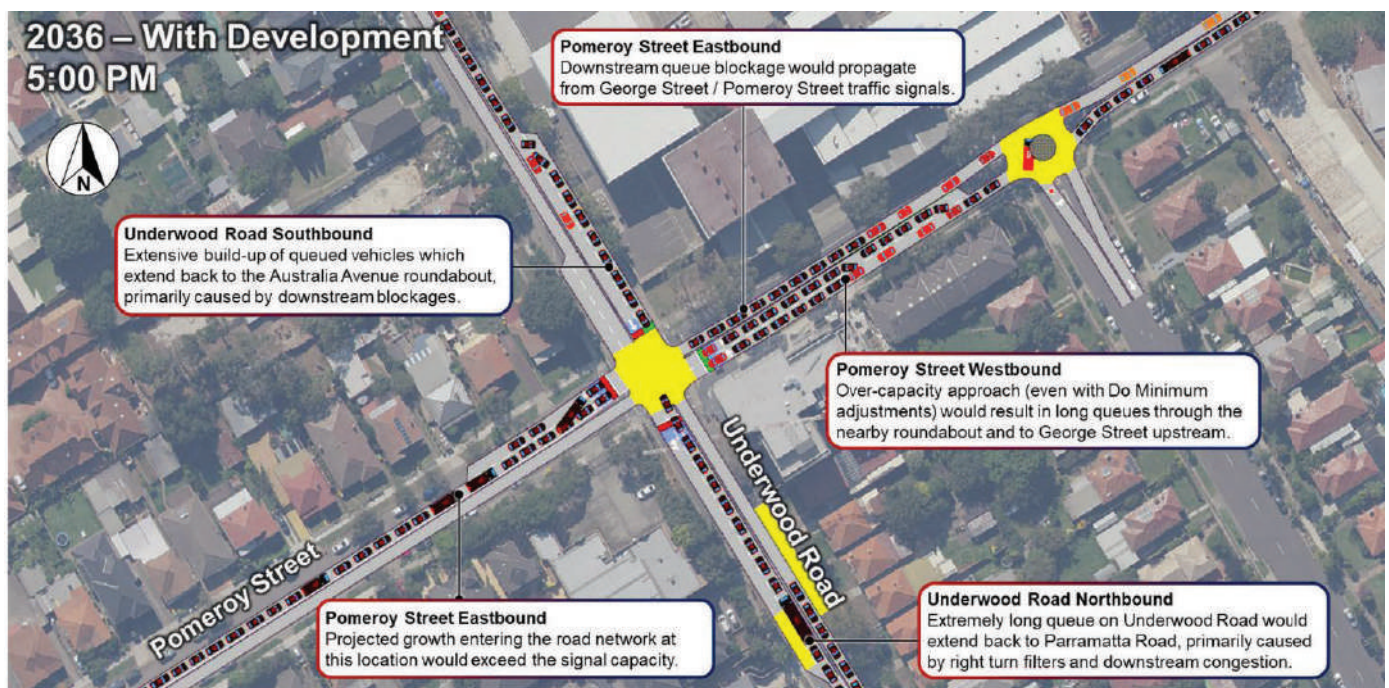 2036 – With Development
5:00 PM
N
Pomeroy Street Eastbound
Downstream queue blockage would propagate
from George Street / Pomeroy Street traffic signals.
Underwood Road Southbound
Extensive build-up of queued vehicles which
extend back to the Australia Avenue roundabout,
primarily caused by downstream blockages.
Pomeroy Street Westbound
Over-capacity approach (even with Do Minimum
adjustments) would result in long queues through the
nearby roundabout and to George Street upstream.
Underwood Road
Pomeroy Street
Pomeroy Street Eastbound
Projected growth entering the road network at
this location would exceed the signal capacity.
Underwood Road Northbound
Extremely long queue on Underwood Road would
extend back to Parramatta Road, primarily caused
by right turn filters and downstream congestion.